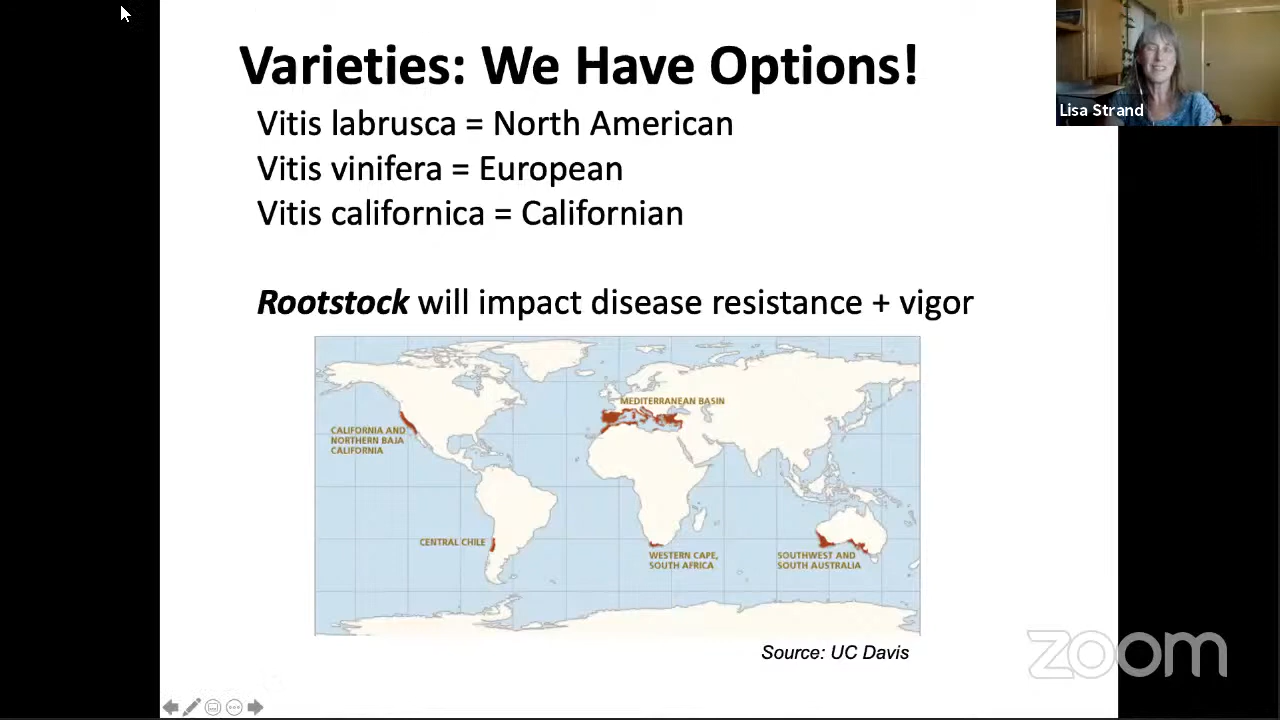 Varieties: We Have Options!
Vitis labrusca = North American
Vitis vinifera = European
Vitis californica = Californian
Rootstock will impact disease resistance + vigor
MEDITERRANEAN BASIN
CALIFORNIA AND
NORTHERN BAJA
CALIFORNIA
CENTRAL CHILE
WESTERN CAPE,
SOUTH AFRICA
SOUTHWEST AND
SOUTH AUSTRALIA
Source: UC Davis
Lisa Strand
zoom